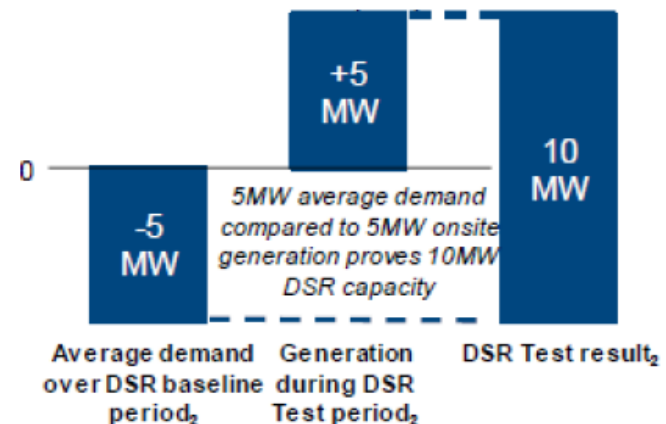 +5
MW
0
-5
MW
10
MW
5MW average demand
compared to 5MW onsite
generation proves 10MW
DSR capacity
Average demand
over DSR baseline
period₂
Generation
during DSR
Test period₂
DSR Test result₂